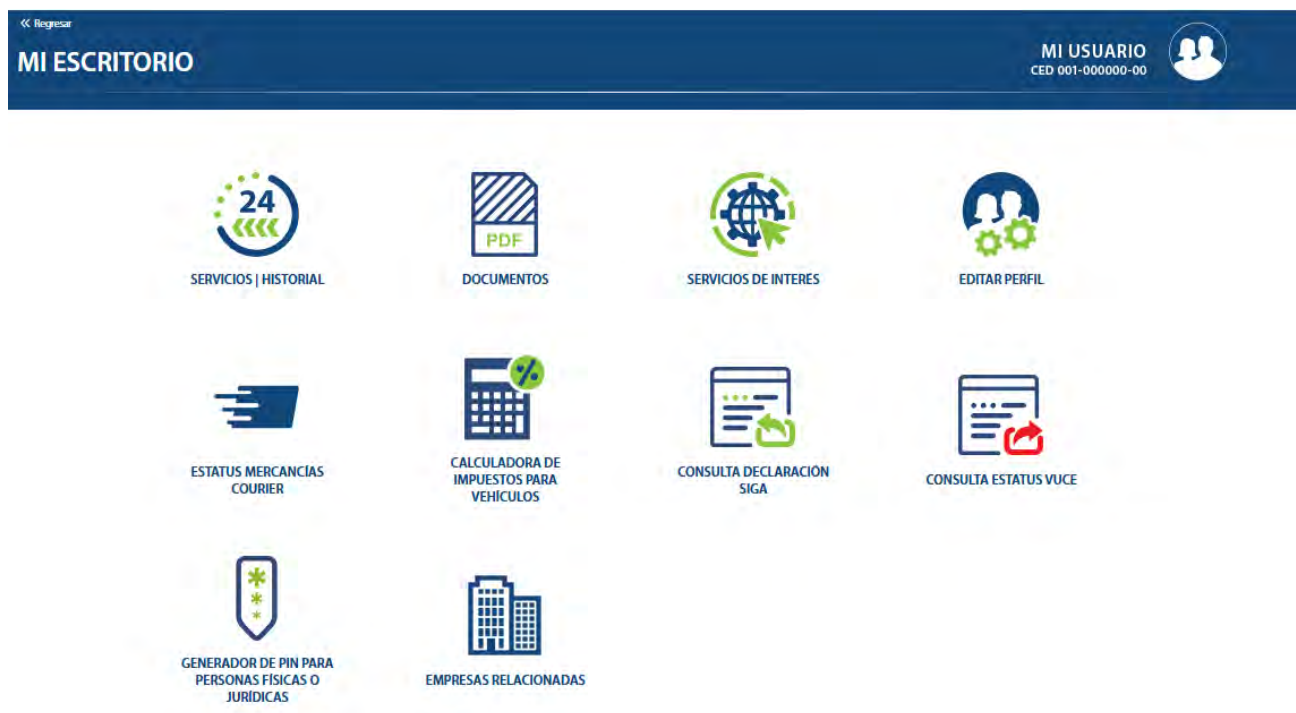 « Regresar
MI ESCRITORIO
MI USUARIO
CED 001-000000-00
24
SERVICIOS | HISTORIAL
PDF
DOCUMENTOS
SERVICIOS DE INTERÉS
EDITAR PERFIL
ESTATUS MERCANCÍAS
COURIER
%
CALCULADORA DE
IMPUESTOS PARA
VEHÍCULOS
CONSULTA DECLARACIÓN
SIGA
CONSULTA ESTATUS VUCE
***
GENERADOR DE PIN PARA
PERSONAS FÍSICAS O
JURÍDICAS
EMPRESAS RELACIONADAS